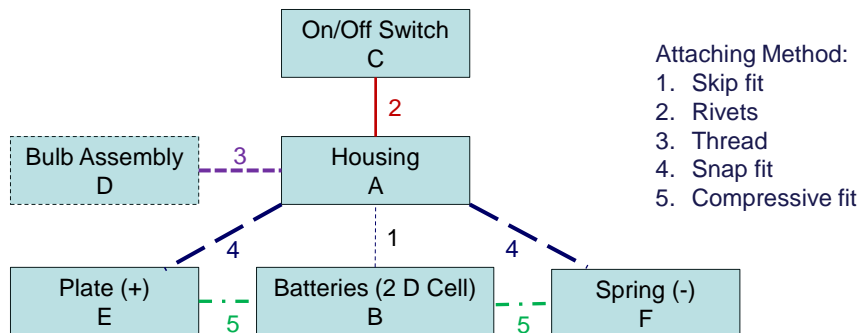 On/Off Switch
C
Attaching Method:
1. Skip fit
2. Rivets
3. Thread
4. Snap fit
5. Compressive fit
2
Bulb Assembly
D
3
Housing
A
4
1
4
Plate (+)
E
5
Batteries (2 D Cell)
B
5
Spring (-)
F